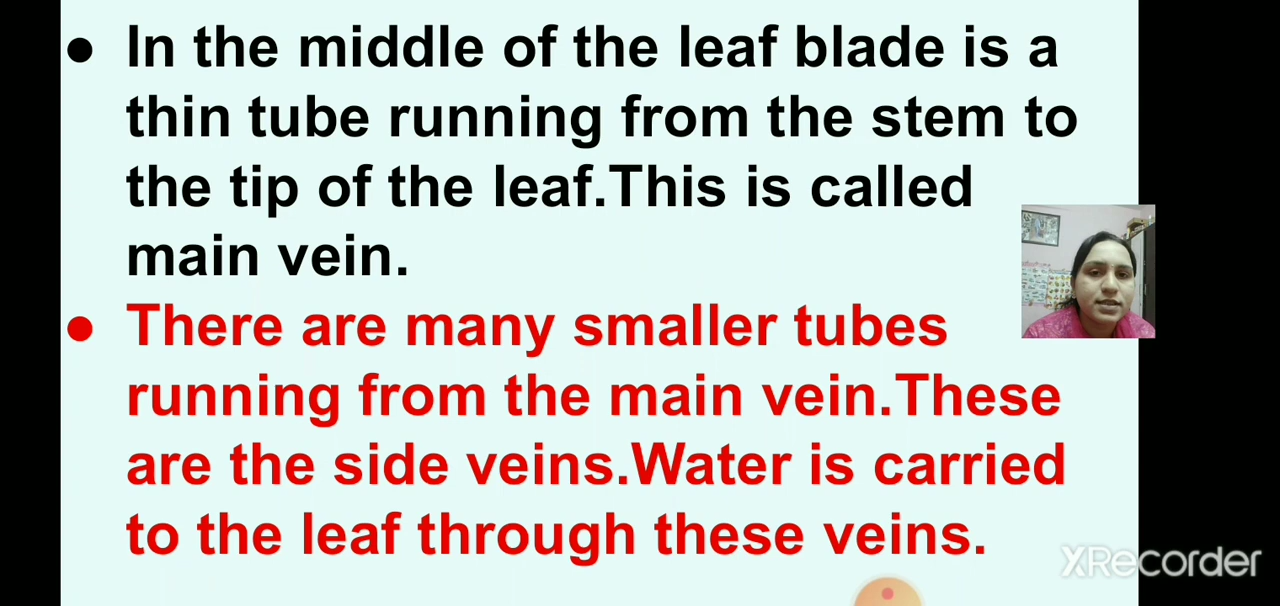 ● In the middle of the leaf blade is a
thin tube running from the stem to
the tip of the leaf.This is called
main vein.
● There are many smaller tubes
running from the main vein.These
are the side veins.Water is carried
to the leaf through these veins.
XRecorder